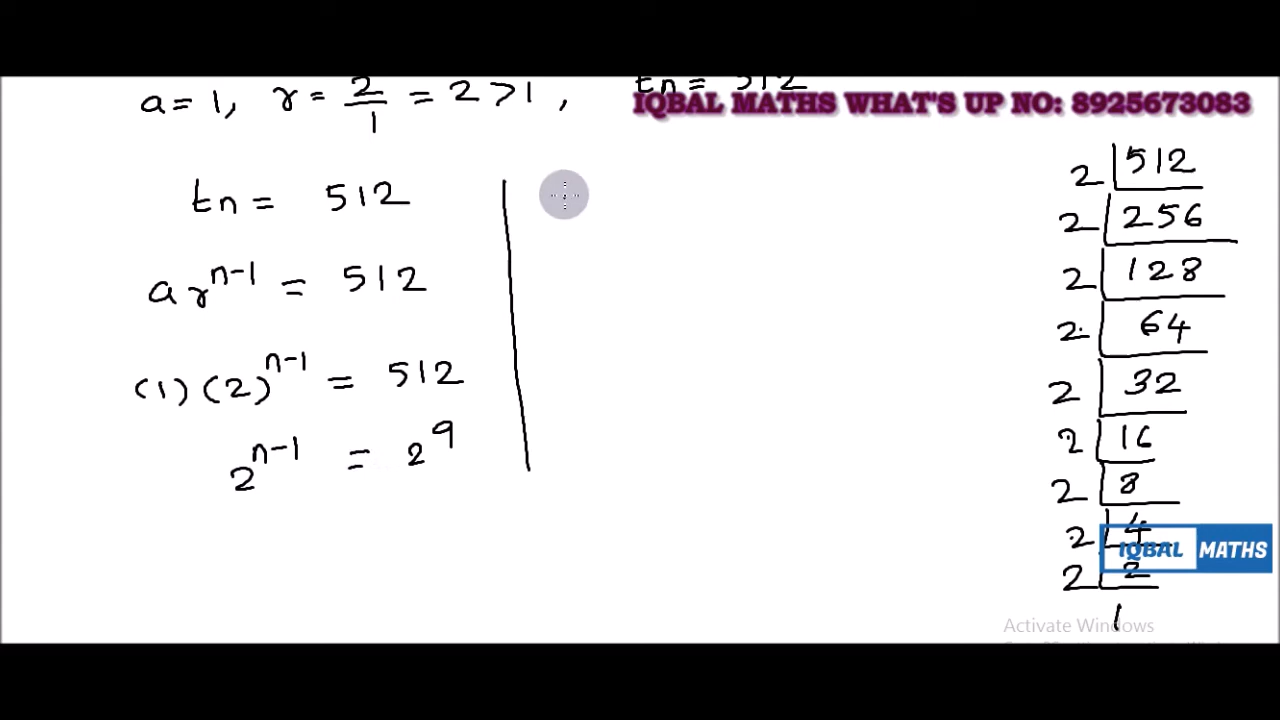 a = 1, r = 2/1 = 2 > 1, tn = 512
IQBAL MATHS WHAT'S UP NO: 8925673083
tn = 512
ar^(n-1) = 512
(1) (2)^(n-1) = 512
2^(n-1) = 2^9
2 | 512
2 | 256
2 | 128
2 | 64
2 | 32
2 | 16
2 | 8
2 | 4
2 | 2
1
IQBAL MATHS
Activate Windows